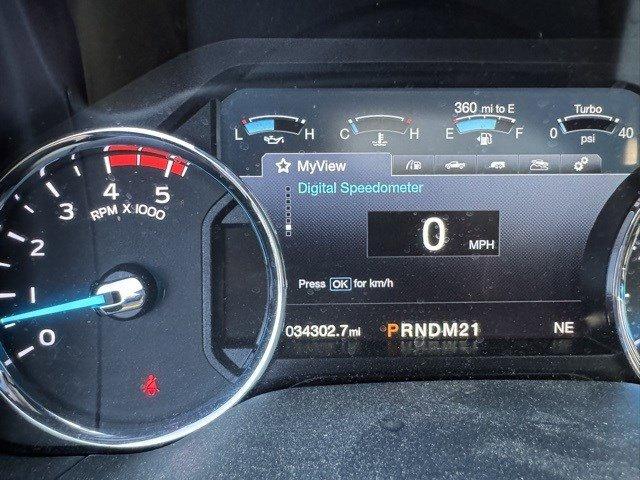 360 mi to E
Turbo
L H C H E F 0 40
psi
MyView
Digital Speedometer
0 MPH
Press OK for km/h
034302.7mi PRNDM21 NE
0
1
2
3
4
5
RPM X 1000